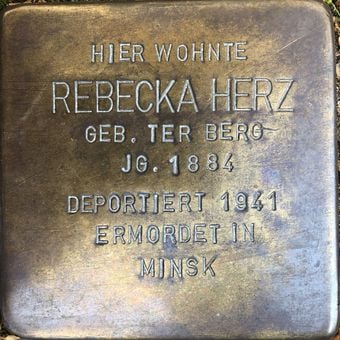 HIER WOHNTE
REBECKA HERZ
GEB. TER BERG
JG. 1884
DEPORTIERT 1941
ERMORDET IN
MINSK